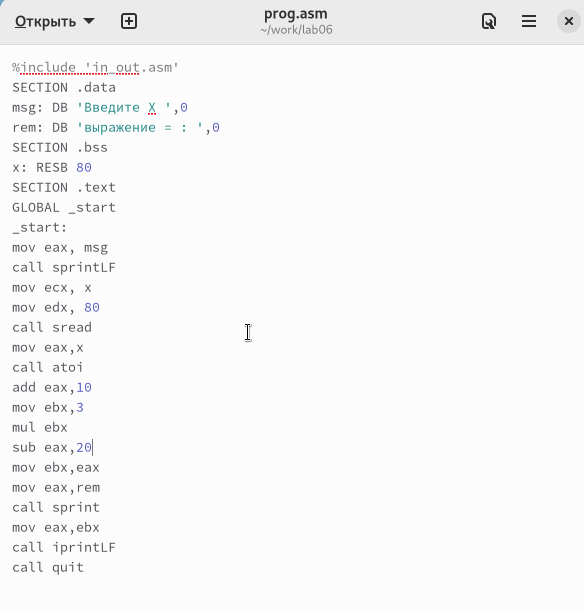 Открыть
prog.asm
~/work/lab06
%include 'in_out.asm'
SECTION .data
msg: DB 'Введите X ',0
rem: DB 'выражение = : ',0
SECTION .bss
x: RESB 80
SECTION .text
GLOBAL _start
_start:
mov eax, msg
call sprintLF
mov ecx, x
mov edx, 80
call sread
mov eax,x
call atoi
add eax,10
mov ebx,3
mul ebx
sub eax,20
mov ebx,eax
mov eax,rem
call sprint
mov eax,ebx
call iprintLF
call quit